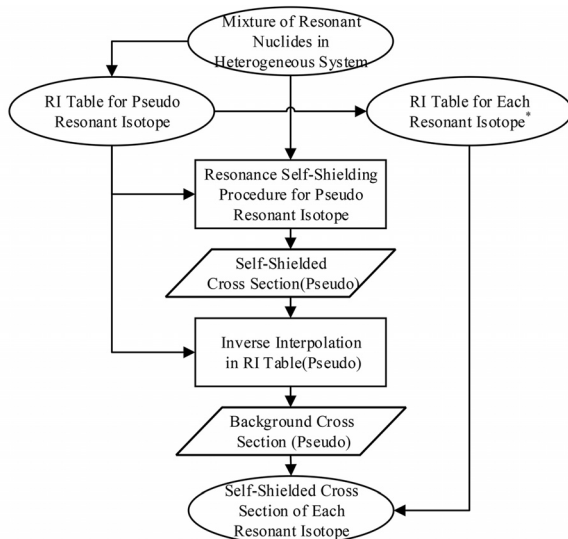 Mixture of Resonant
Nuclides in
Heterogeneous System
RI Table for Pseudo
Resonant Isotope
RI Table for Each
Resonant Isotope*
Resonance Self-Shielding
Procedure for Pseudo
Resonant Isotope
Self-Shielded
Cross Section(Pseudo)
Inverse Interpolation
in RI Table(Pseudo)
Background Cross
Section (Pseudo)
Self-Shielded Cross
Section of Each
Resonant Isotope